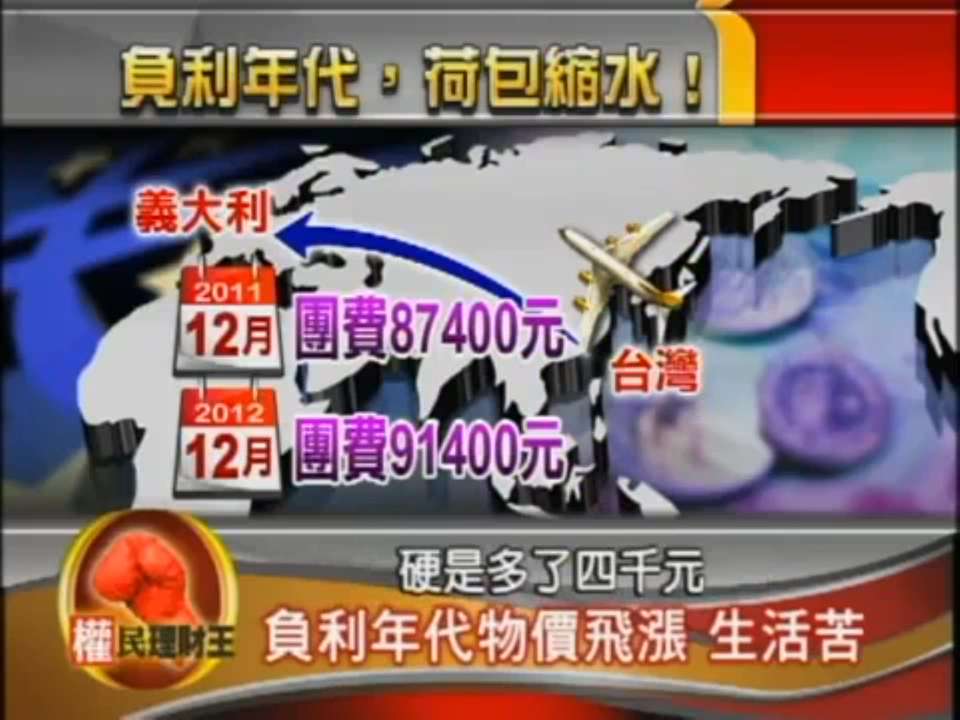 負利年代，荷包縮水！
義大利
2011
12月
團費87400元
台灣
2012
12月
團費91400元
硬是多了四千元
權民理財王
負利年代物價飛漲 生活苦